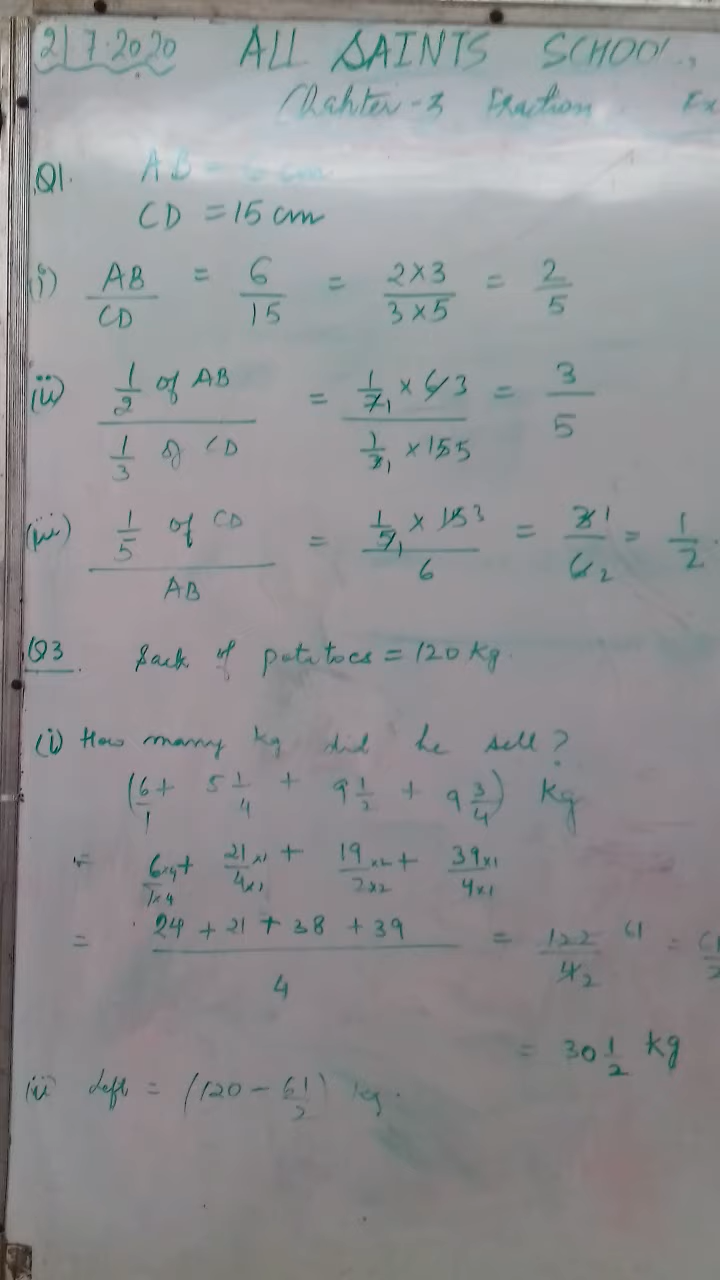 2|7.2020 ALL SAINTS SCHOOL,
Chapter-3 Fraction Ex
Q1. AB =
CD = 15 cm
(i) AB/CD = 6/15 = 2×3/3×5 = 2/5
(ii) 1/2 of AB / 1/3 of CD = 1/2 1 × 6 3 / 1/3 1 × 15 5 = 3/5
(iii) 1/5 of CD / AB = 1/5 1 × 15 3 / 6 = 3 1 / 6 2 = 1/2.
Q3. Sack of potatoes = 120 kg.
(i) How many kg did he sell?
(6/1 + 5 1/4 + 9 1/2 + 9 3/4) kg
= 6×4/1×4 + 21×1/4×1 + 19×2/2×2 + 39×1/4×1
= 24 + 21 + 38 + 39 / 4 = 122 61 / 4 2 = 61/2
= 30 1/2 kg
(ii) left = (120 - 61/2) kg.